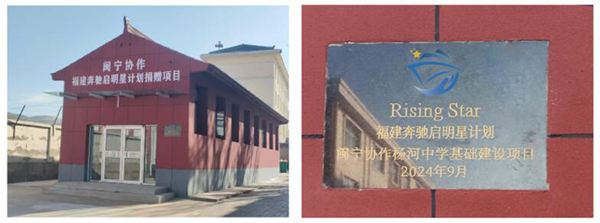 闽宁协作
福建奔驰启明星计划捐赠项目
Rising Star
福建奔驰启明星计划
闽宁协作杨河中学基础建设项目
2024年9月